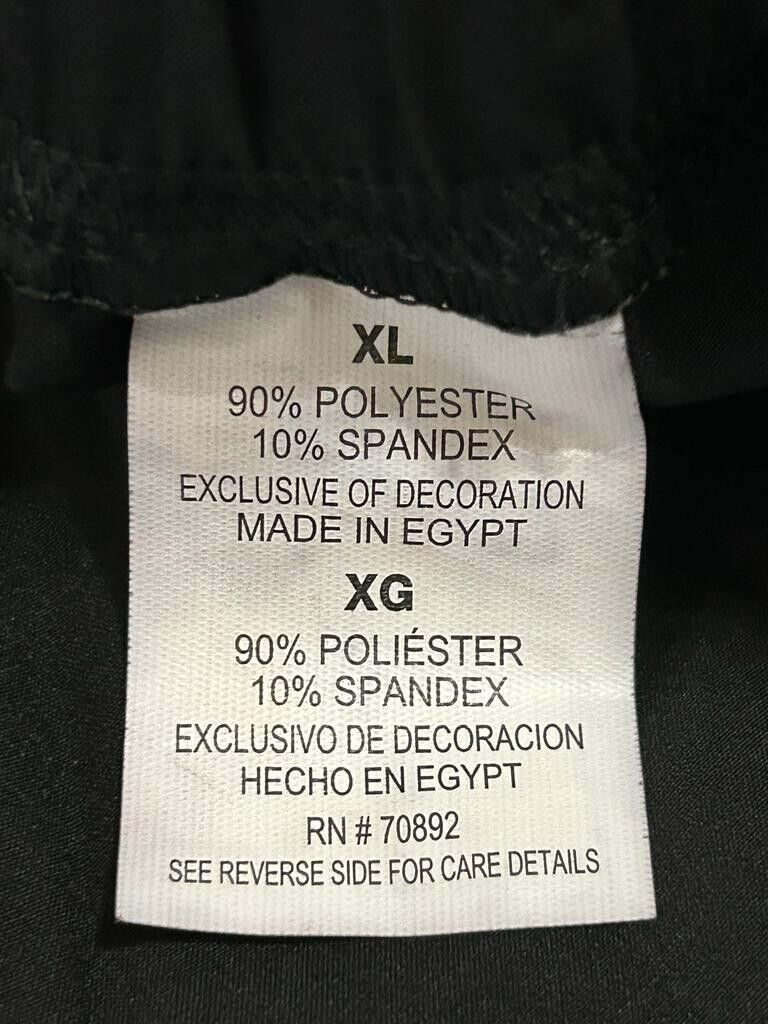 XL
90% POLYESTER
10% SPANDEX
EXCLUSIVE OF DECORATION
MADE IN EGYPT
XG
90% POLIÉSTER
10% SPANDEX
EXCLUSIVO DE DECORACION
HECHO EN EGYPT
RN # 70892
SEE REVERSE SIDE FOR CARE DETAILS